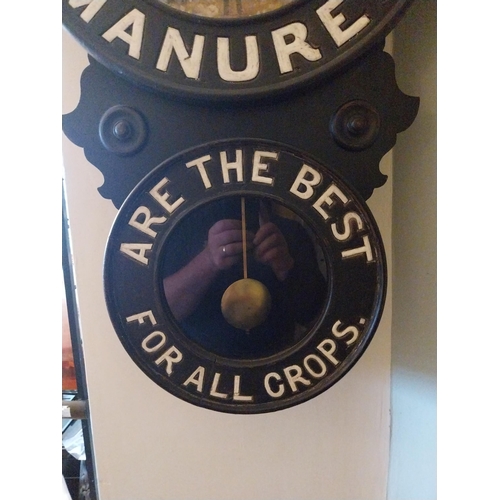 MANURE
ARE THE BEST
FOR ALL CROPS.